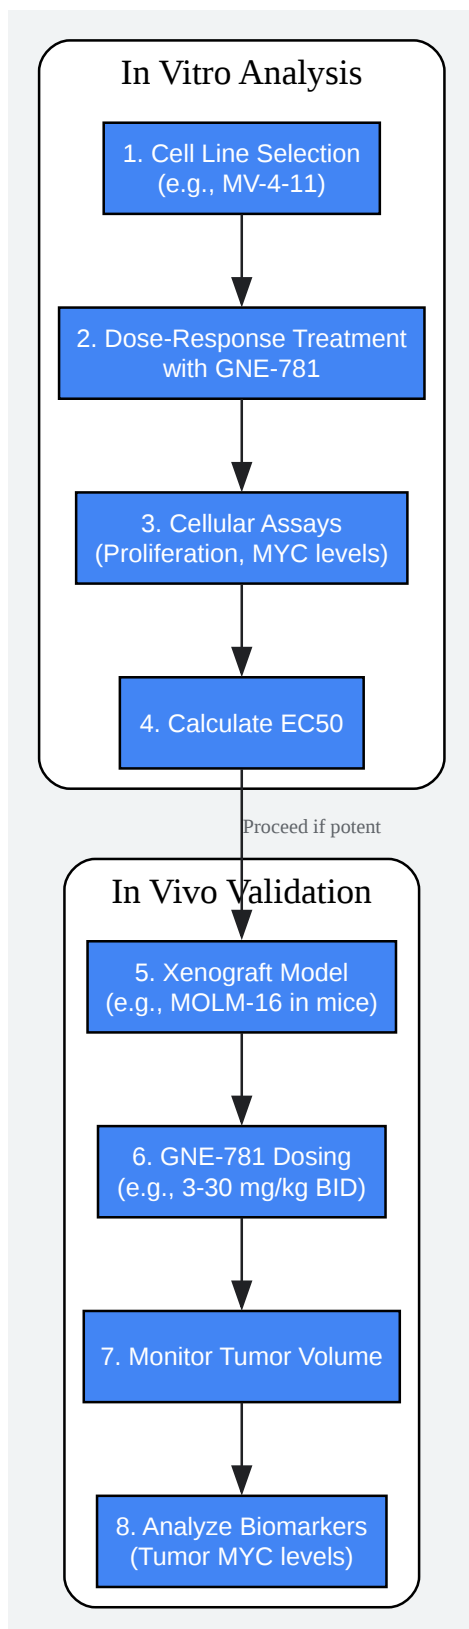 In Vitro Analysis
1. Cell Line Selection
(e.g., MV-4-11)
2. Dose-Response Treatment
with GNE-781
3. Cellular Assays
(Proliferation, MYC levels)
4. Calculate EC50
Proceed if potent
In Vivo Validation
5. Xenograft Model
(e.g., MOLM-16 in mice)
6. GNE-781 Dosing
(e.g., 3-30 mg/kg BID)
7. Monitor Tumor Volume
8. Analyze Biomarkers
(Tumor MYC levels)